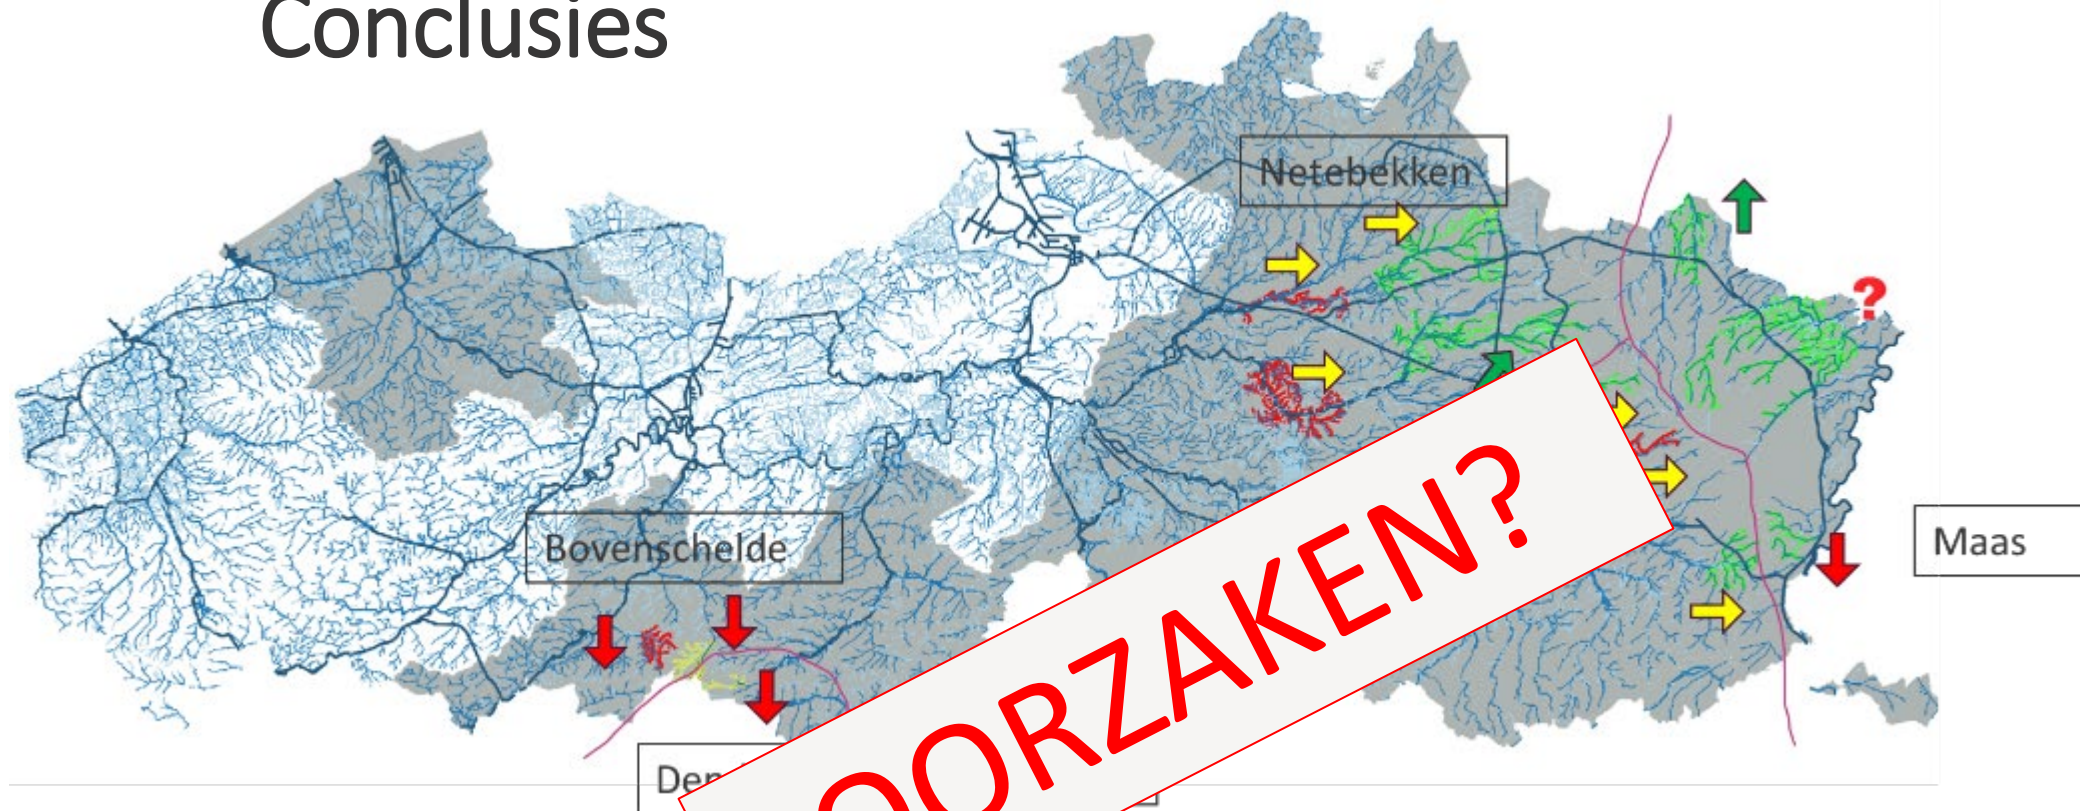 Conclusies
Netebekken
?
Bovenschelde
Maas
OORZAKEN?